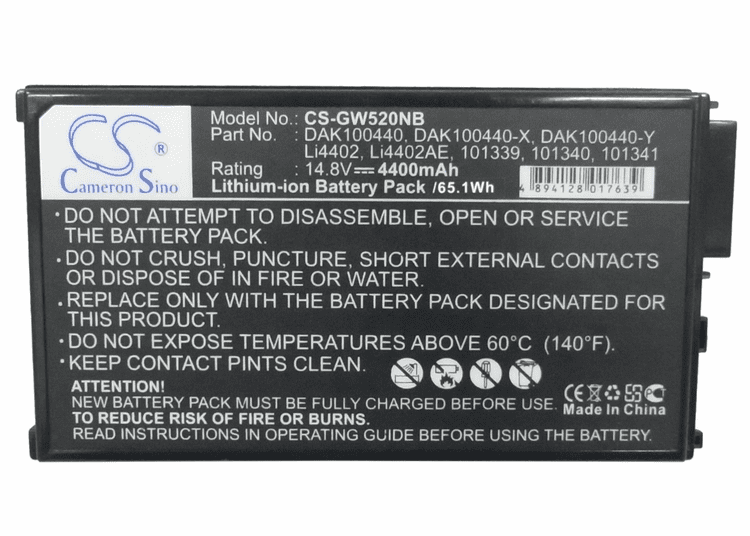 CS
®
Cameron Sino
Model No.: CS-GW520NB
Part No. : DAK100440, DAK100440-X, DAK100440-Y
Li4402, Li4402AE, 101339, 101340, 101341
Rating : 14.8V⎓4400mAh
Lithium-ion Battery Pack /65.1Wh
4 894128 017639
• DO NOT ATTEMPT TO DISASSEMBLE, OPEN OR SERVICE
THE BATTERY PACK.
• DO NOT CRUSH, PUNCTURE, SHORT EXTERNAL CONTACTS
OR DISPOSE OF IN FIRE OR WATER.
• REPLACE ONLY WITH THE BATTERY PACK DESIGNATED FOR
THIS PRODUCT.
• DO NOT EXPOSE TEMPERATURES ABOVE 60°C (140°F).
• KEEP CONTACT PINTS CLEAN.
ATTENTION!
NEW BATTERY PACK MUST BE FULLY CHARGED BEFORE USE.
TO REDUCE RISK OF FIRE OR BURNS.
READ INSTRUCTIONS IN BEFORE USING THE BATTERY.
CE
Made In China